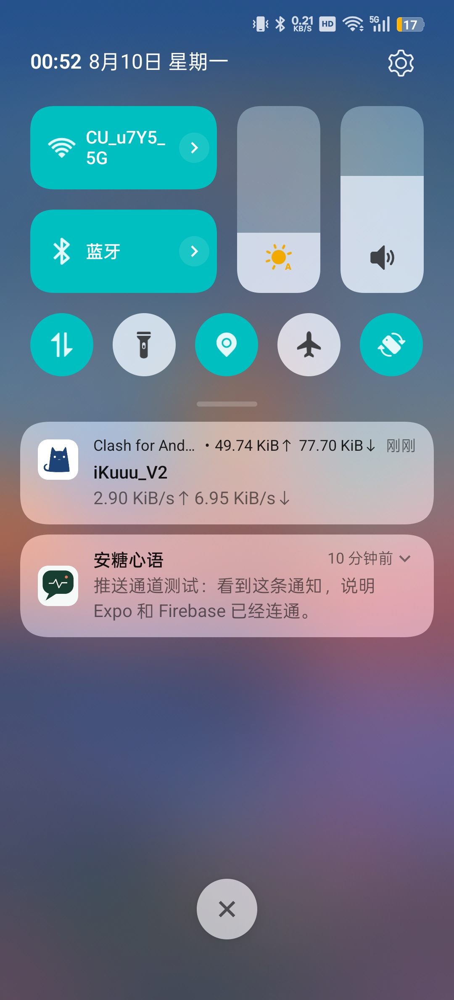 0.21
KB/S
HD
5G
17
00:52 8月10日 星期一
CU_u7Y5_
5G
蓝牙
A
Clash for And… • 49.74 KiB↑ 77.70 KiB↓ 刚刚
iKuuu_V2
2.90 KiB/s↑ 6.95 KiB/s↓
安糖心语 10 分钟前
推送通道测试：看到这条通知，说明
Expo 和 Firebase 已经连通。